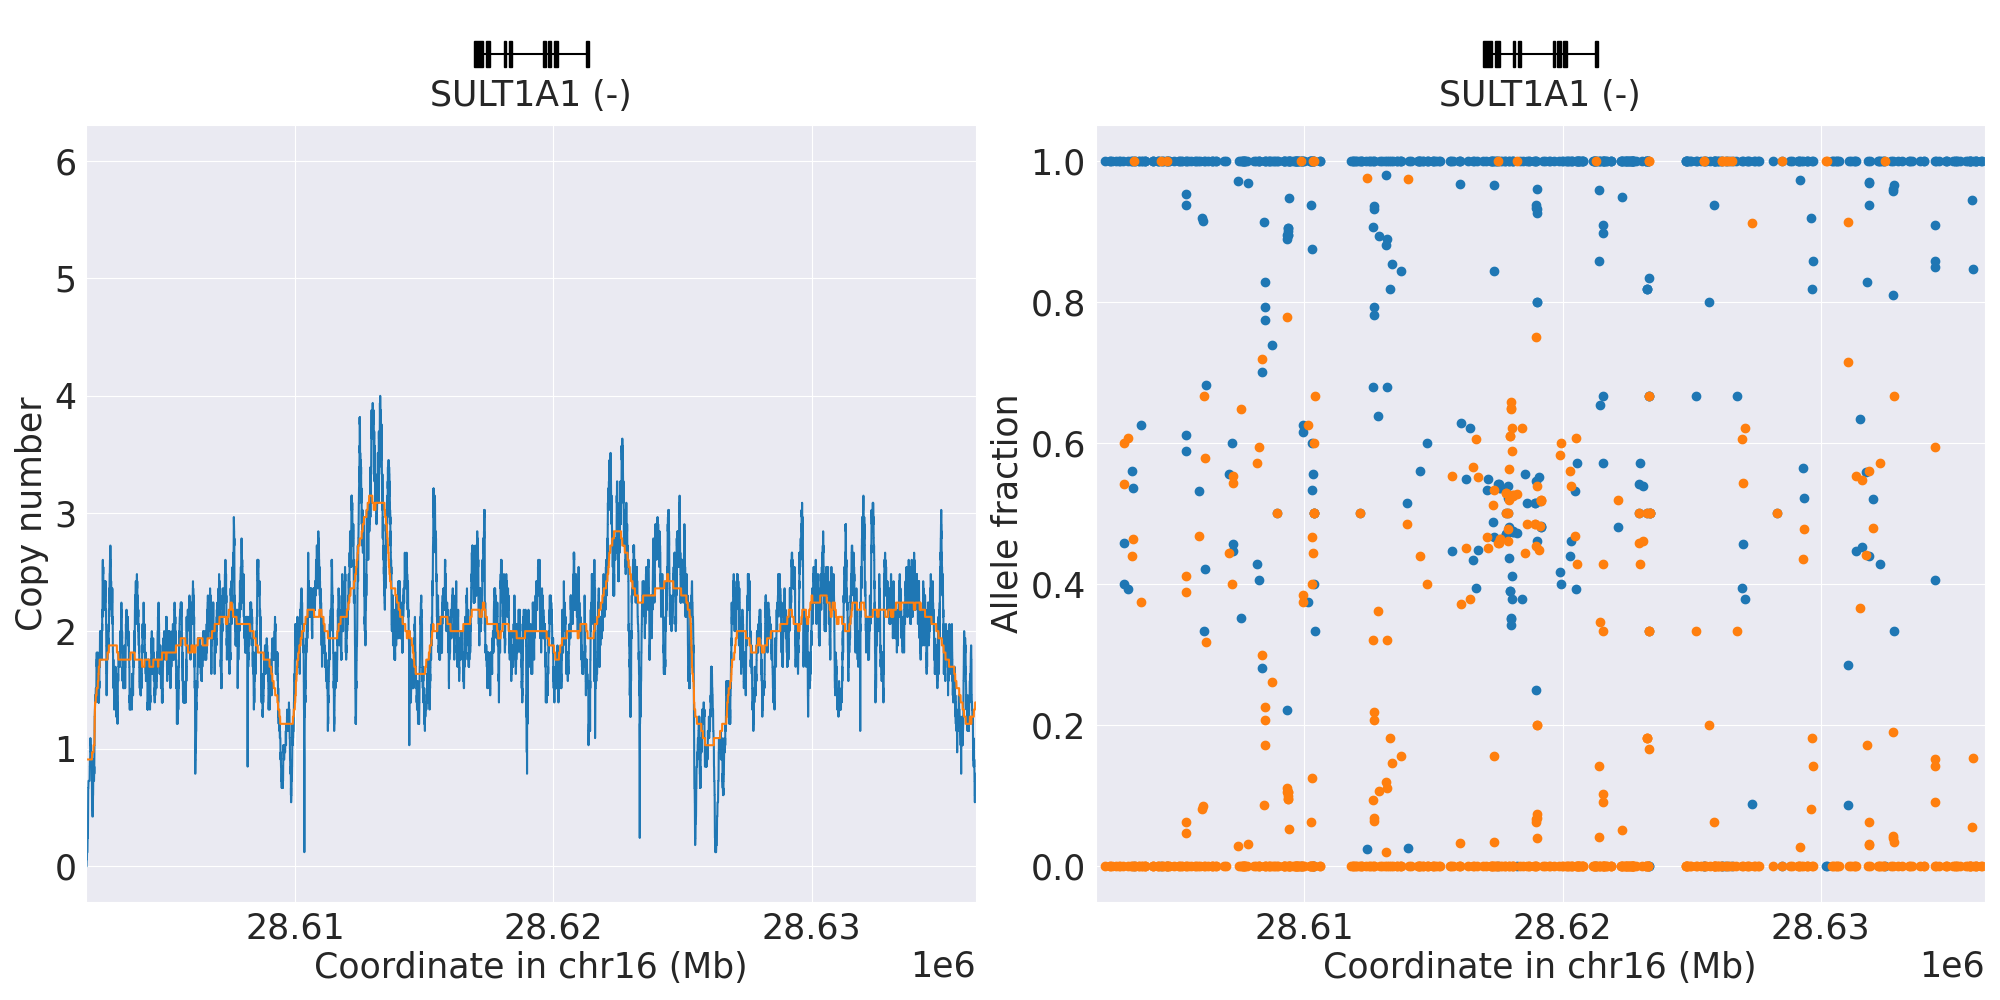 SULT1A1 (-)
6
5
4
3
2
1
0
Copy number
28.61
28.62
28.63
Coordinate in chr16 (Mb)
1e6
SULT1A1 (-)
1.0
0.8
0.6
0.4
0.2
0.0
Allele fraction
28.61
28.62
28.63
Coordinate in chr16 (Mb)
1e6